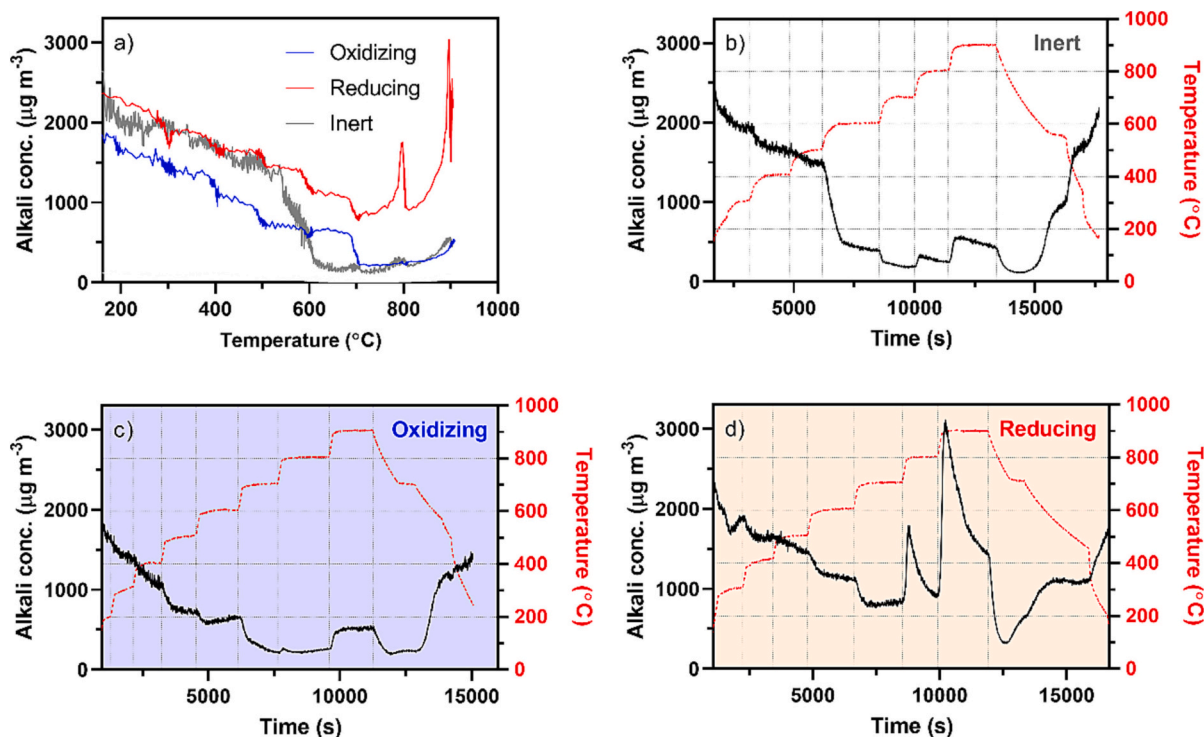 a)
Oxidizing
Reducing
Inert
Alkali conc. (µg m⁻³)
3000
2000
1000
0
200 400 600 800 1000
Temperature (°C)
b)
Inert
Alkali conc. (µg m⁻³)
3000
2000
1000
0
5000 10000 15000
Time (s)
1000
800
600
400
200
0
Temperature (°C)
c)
Oxidizing
Alkali conc. (µg m⁻³)
3000
2000
1000
0
5000 10000 15000
Time (s)
1000
800
600
400
200
0
Temperature (°C)
d)
Reducing
Alkali conc. (µg m⁻³)
3000
2000
1000
0
5000 10000 15000
Time (s)
1000
800
600
400
200
0
Temperature (°C)